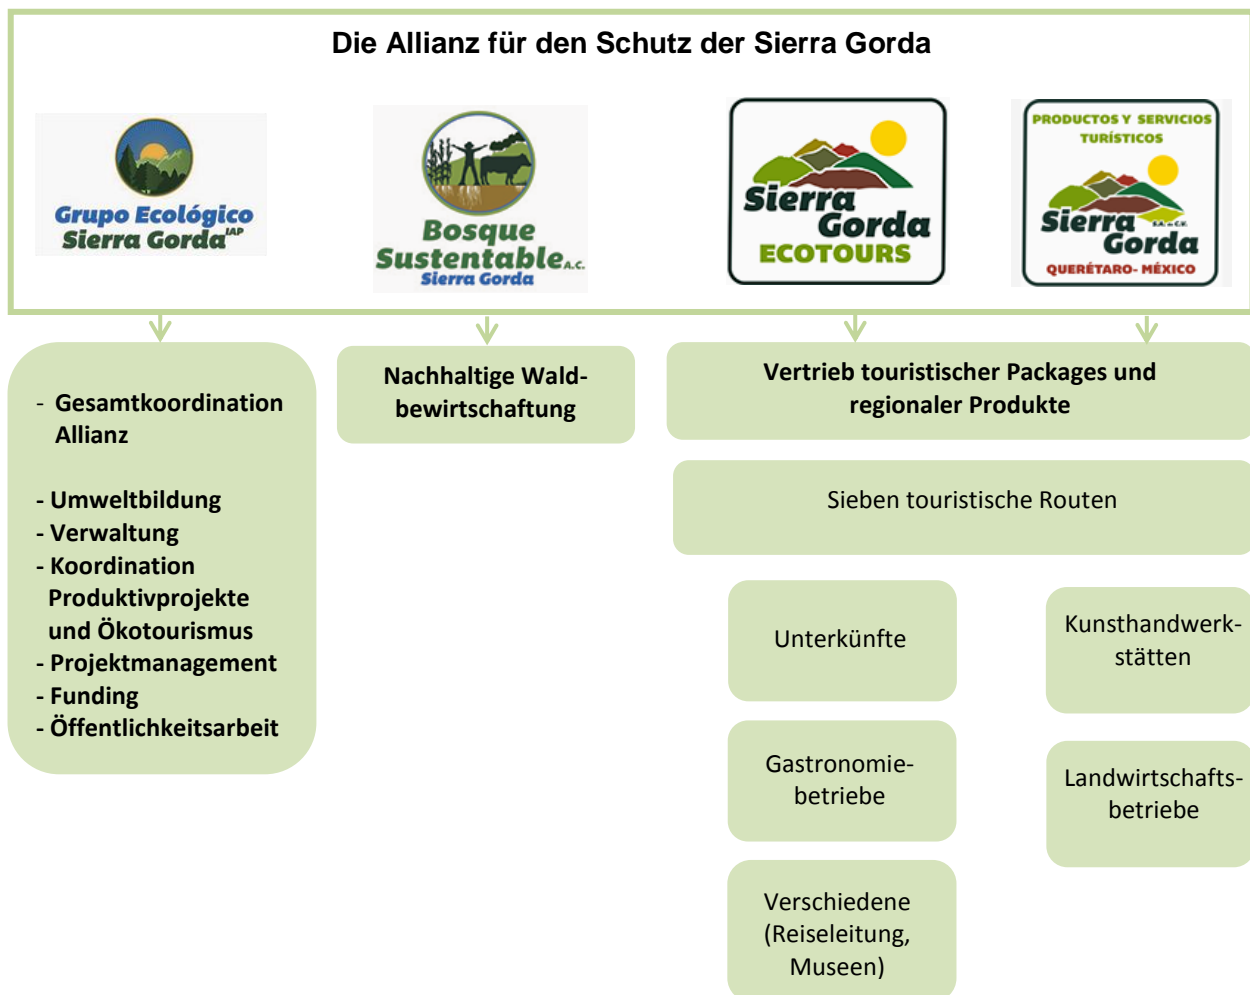 Die Allianz für den Schutz der Sierra Gorda
Grupo Ecológico
Sierra Gorda IAP
Bosque
Sustentable A.C.
Sierra Gorda
Sierra
Gorda
ECOTOURS
PRODUCTOS Y SERVICIOS
TURÍSTICOS
Sierra
S.A. de C.V.
Gorda
QUERÉTARO- MÉXICO
- Gesamtkoordination
Allianz
- Umweltbildung
- Verwaltung
- Koordination
Produktivprojekte
und Ökotourismus
- Projektmanagement
- Funding
- Öffentlichkeitsarbeit
Nachhaltige Wald-
bewirtschaftung
Vertrieb touristischer Packages und
regionaler Produkte
Sieben touristische Routen
Unterkünfte
Kunsthandwerk-
stätten
Gastronomie-
betriebe
Landwirtschafts-
betriebe
Verschiedene
(Reiseleitung,
Museen)